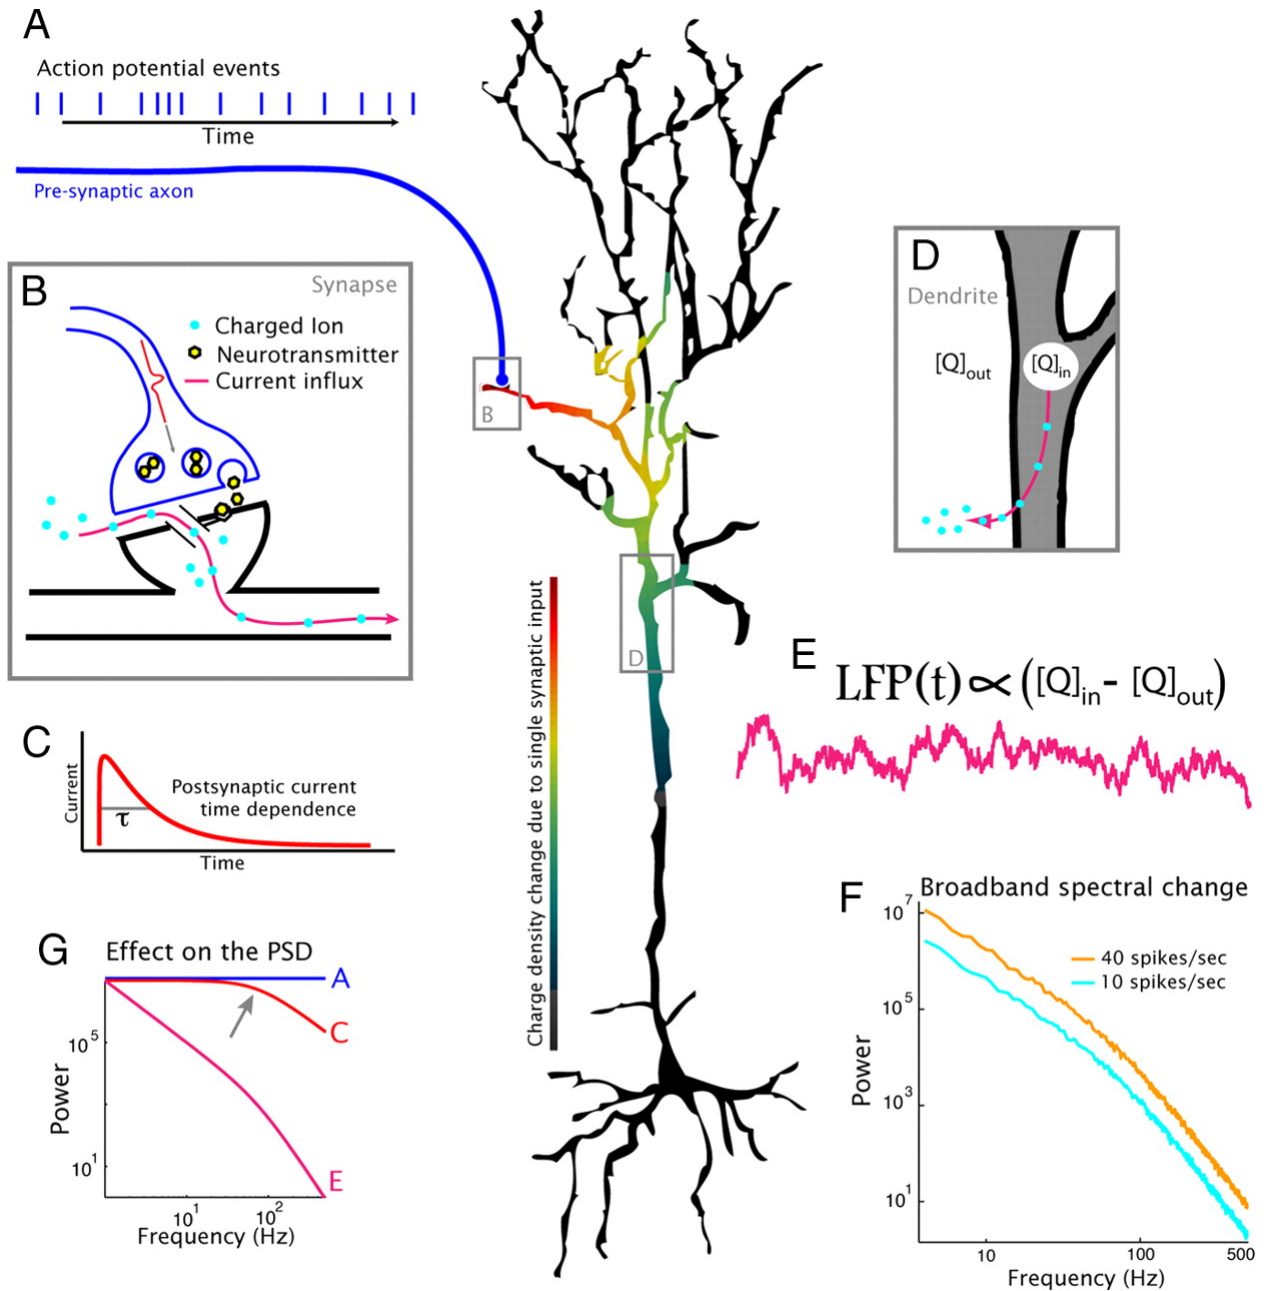 A
Action potential events
Time
Pre-synaptic axon
B
Synapse
Charged Ion
Neurotransmitter
Current influx
B
D
Dendrite
[Q]out
[Q]in
D
Charge density change due to single synaptic input
E
LFP(t) ∝ ([Q]in - [Q]out)
C
Current
Postsynaptic current
time dependence
τ
Time
F
Broadband spectral change
10^7
10^5
10^3
10^1
Power
40 spikes/sec
10 spikes/sec
10
100
500
Frequency (Hz)
G
Effect on the PSD
A
C
E
10^5
10^1
Power
10^1
10^2
Frequency (Hz)